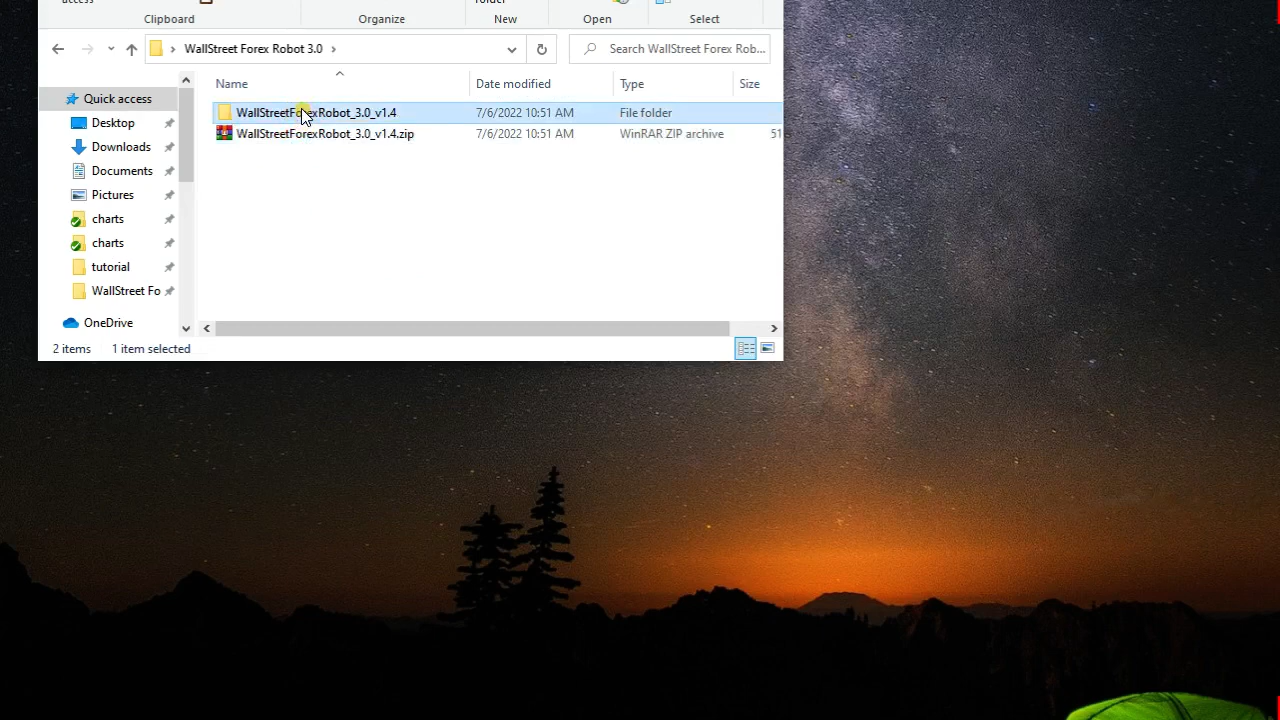 Clipboard Organize New Open Select
WallStreet Forex Robot 3.0 Search WallStreet Forex Rob...
Name Date modified Type Size
Quick access
WallStreetForexRobot_3.0_v1.4 7/6/2022 10:51 AM File folder
Desktop
WallStreetForexRobot_3.0_v1.4.zip 7/6/2022 10:51 AM WinRAR ZIP archive 51
Downloads
Documents
Pictures
charts
charts
tutorial
WallStreet Fo
OneDrive
2 items 1 item selected